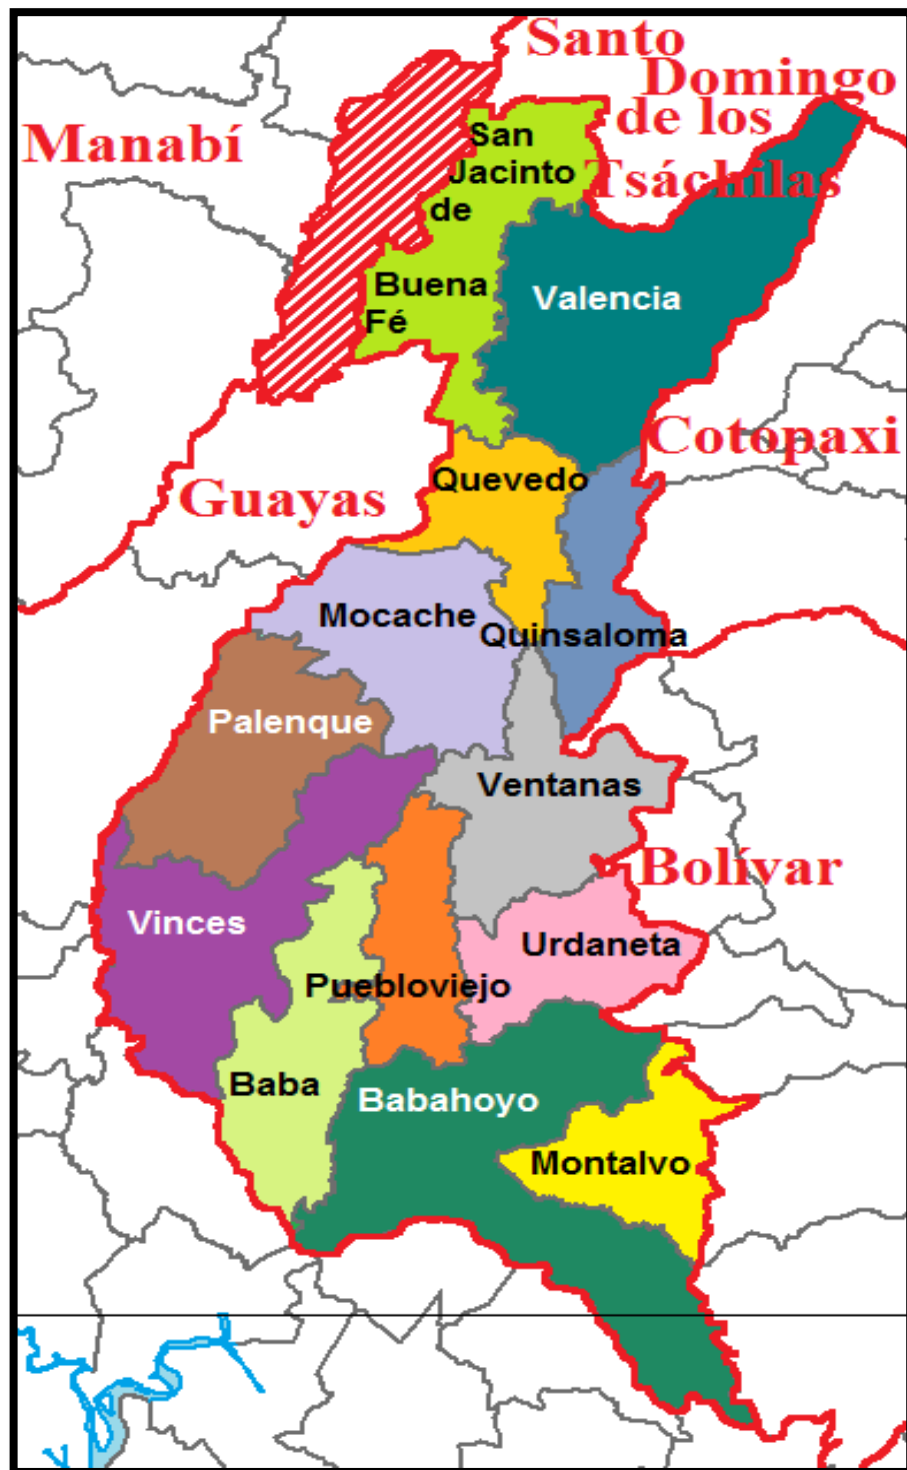 Santo
Domingo
de los
Tsáchilas
Manabí
San
Jacinto
de
Buena
Fé
Valencia
Cotopaxi
Quevedo
Guayas
Mocache
Quinsaloma
Palenque
Ventanas
Bolívar
Vinces
Urdaneta
Puebloviejo
Baba
Babahoyo
Montalvo